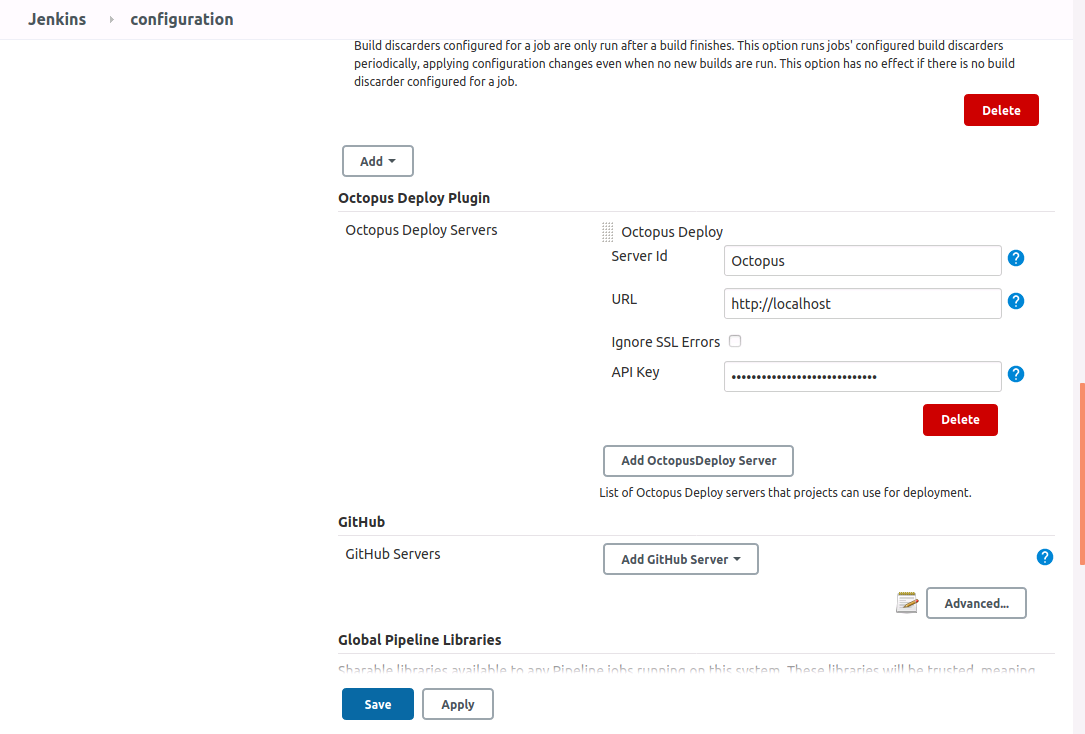 Jenkins configuration
Build discarders configured for a job are only run after a build finishes. This option runs jobs' configured build discarders
periodically, applying configuration changes even when no new builds are run. This option has no effect if there is no build
discarder configured for a job.
Delete
Add
Octopus Deploy Plugin
Octopus Deploy Servers
Octopus Deploy
Server Id
Octopus
?
URL
http://localhost
?
Ignore SSL Errors
API Key
•••••••••••••••••••••••••••••
?
Delete
Add OctopusDeploy Server
List of Octopus Deploy servers that projects can use for deployment.
GitHub
GitHub Servers
Add GitHub Server
?
Advanced...
Global Pipeline Libraries
Sharable libraries available to any Pipeline jobs running on this system. These libraries will be trusted, meaning
Save
Apply